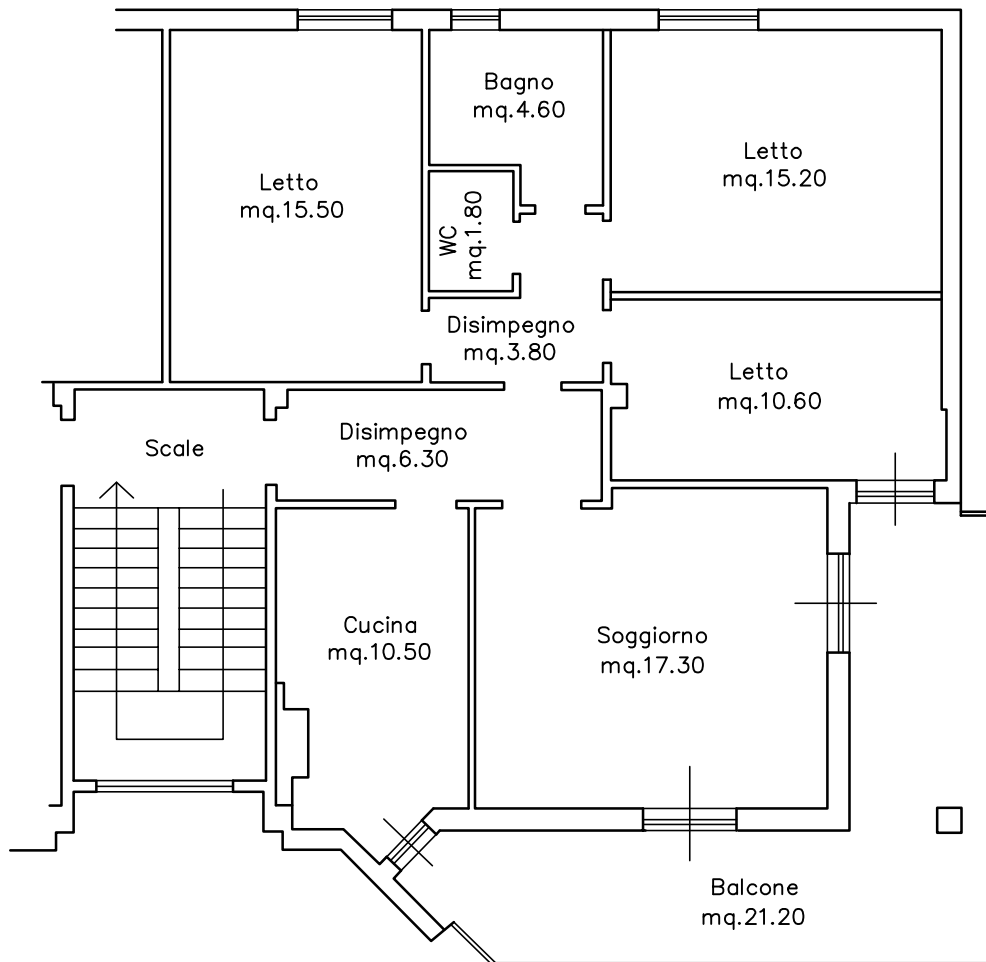 Bagno
mq.4.60
Letto
mq.15.20
Letto
mq.15.50
WC
mq.1.80
Disimpegno
mq.3.80
Letto
mq.10.60
Scale
Disimpegno
mq.6.30
Cucina
mq.10.50
Soggiorno
mq.17.30
Balcone
mq.21.20